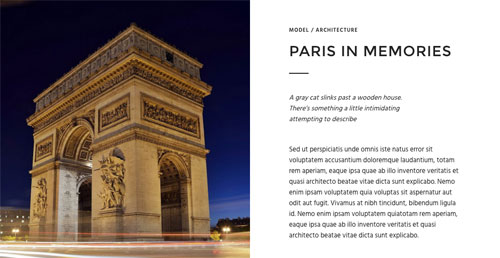 MODEL / ARCHITECTURE
PARIS IN MEMORIES
A gray cat slinks past a wooden house.
There's something a little intimidating
attempting to describe
Sed ut perspiciatis unde omnis iste natus error sit
voluptatem accusantium doloremque laudantium, totam
rem aperiam, eaque ipsa quae ab illo inventore veritatis et
quasi architecto beatae vitae dicta sunt explicabo. Nemo
enim ipsam voluptatem quia voluptas sit aspernatur aut
odit aut fugit. Vivamus at nibh tincidunt, bibendum ligula
id. Nemo enim ipsam voluptatem quiatotam rem aperiam,
eaque ipsa quae ab illo inventore veritatis et quasi
architecto beatae vitae dicta sunt explicabo.